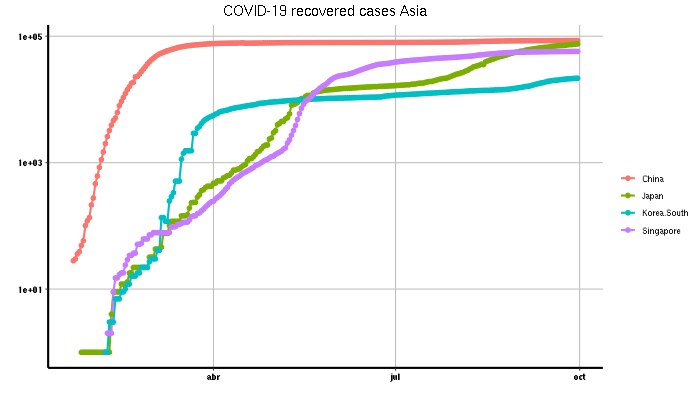 COVID-19 recovered cases Asia
1e+05
1e+03
1e+01
abr
jul
oct
China
Japan
Korea.South
Singapore